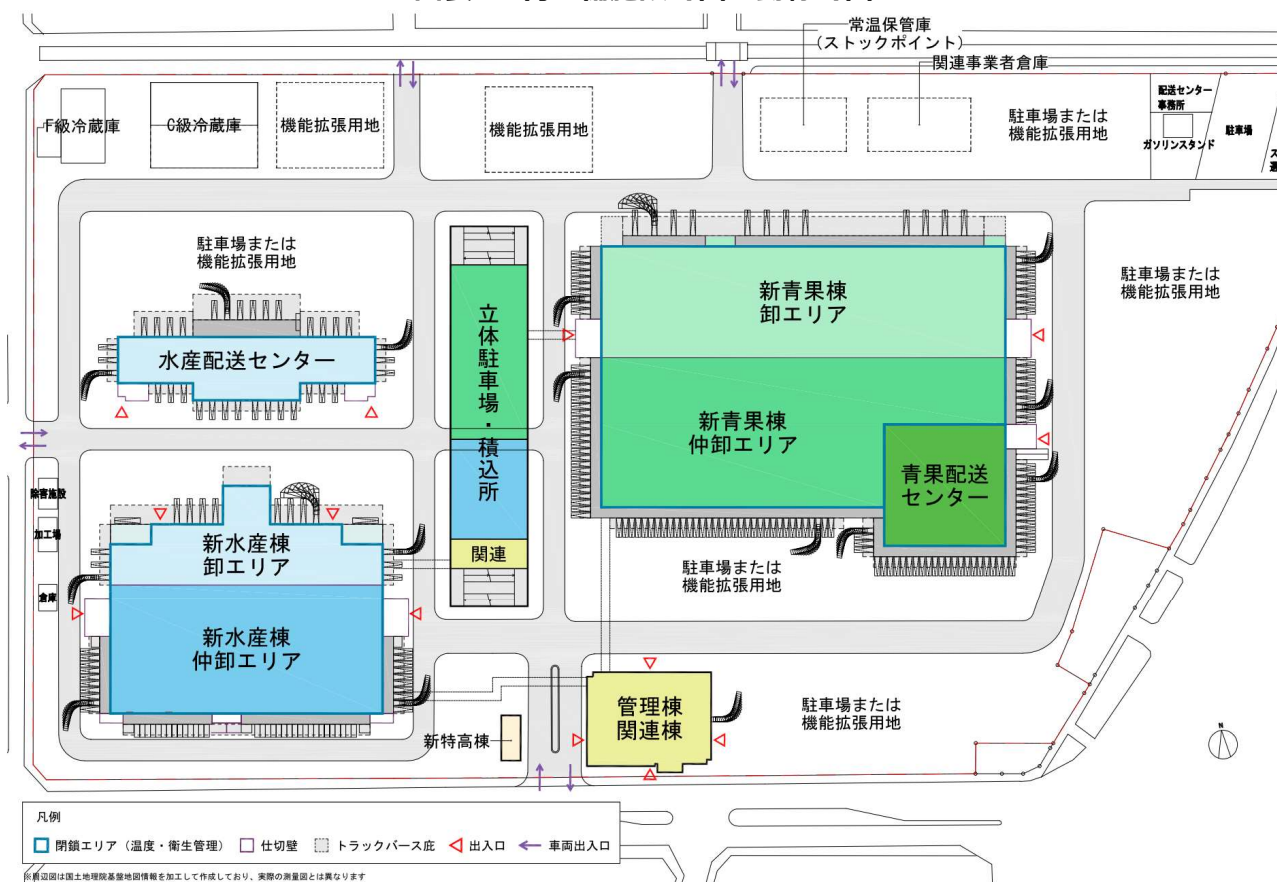 常温保管庫
(ストックポイント)
関連事業者倉庫
F級冷蔵庫
C級冷蔵庫
機能拡張用地
機能拡張用地
駐車場または
機能拡張用地
配送センター
事務所
ガソリンスタンド
駐車場
駐車場または
機能拡張用地
水産配送センター
立体駐車場・積込所
関連
新青果棟
卸エリア
新青果棟
仲卸エリア
青果配送
センター
駐車場または
機能拡張用地
除害施設
加工場
倉庫
新水産棟
卸エリア
新水産棟
仲卸エリア
駐車場または
機能拡張用地
管理棟
関連棟
新特高棟
駐車場または
機能拡張用地
N
凡例
閉鎖エリア(温度・衛生管理)
仕切壁
トラックバース庇
出入口
車両出入口
※周辺図は国土地理院基盤地図情報を加工して作成しており、実際の測量図とは異なります